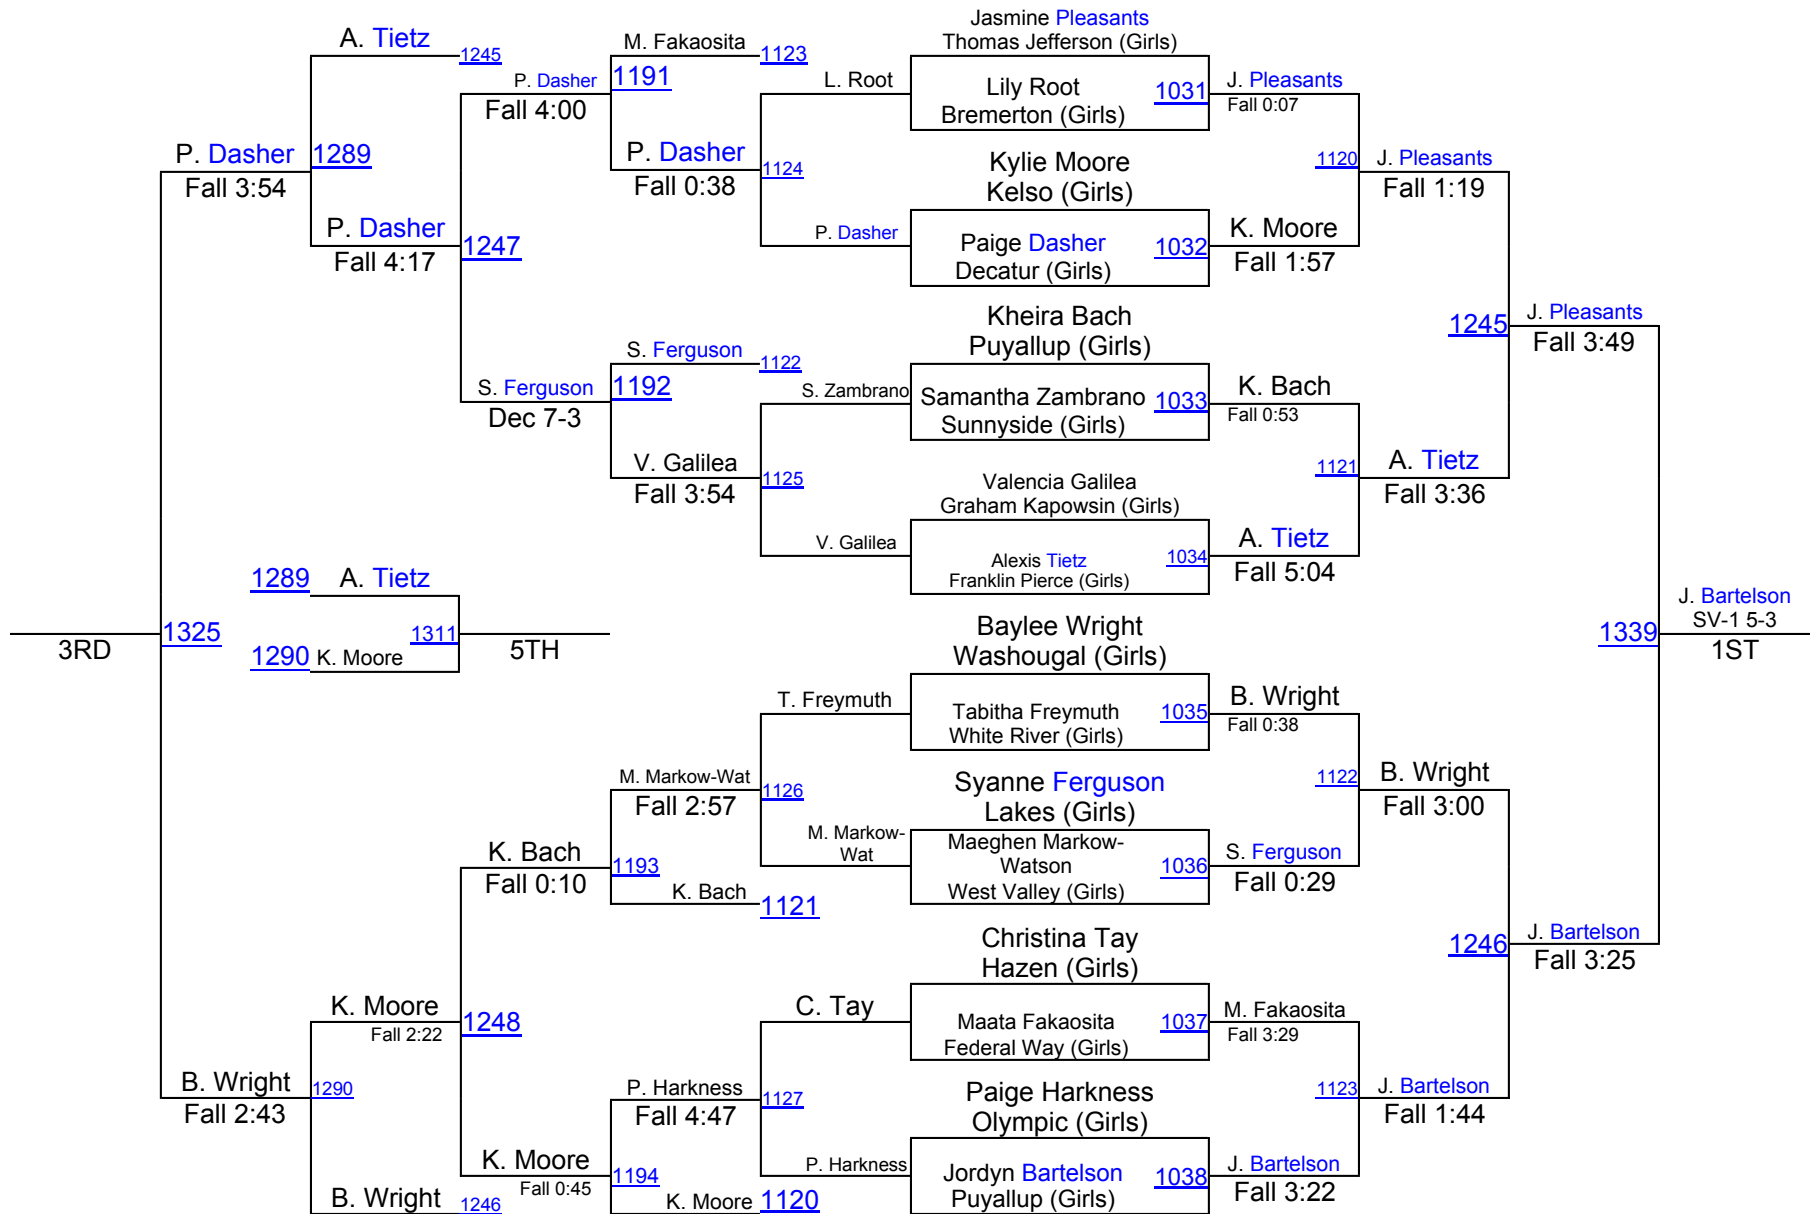 Jasmine Pleasants
Thomas Jefferson (Girls)
A. Tietz
1245
M. Fakaosita
1123
P. Dasher
1191
Fall 4:00
L. Root
Lily Root
Bremerton (Girls)
1031
J. Pleasants
Fall 0:07
P. Dasher
1289
Fall 3:54
P. Dasher
Fall 0:38
1124
Kylie Moore
Kelso (Girls)
1120
J. Pleasants
Fall 1:19
P. Dasher
Fall 4:17
1247
P. Dasher
Paige Dasher
Decatur (Girls)
1032
K. Moore
Fall 1:57
Kheira Bach
Puyallup (Girls)
1245
J. Pleasants
Fall 3:49
S. Ferguson
1122
S. Ferguson
1192
Dec 7-3
S. Zambrano
Samantha Zambrano
Sunnyside (Girls)
1033
K. Bach
Fall 0:53
V. Galilea
Fall 3:54
1125
Valencia Galilea
Graham Kapowsin (Girls)
1121
A. Tietz
Fall 3:36
V. Galilea
Alexis Tietz
Franklin Pierce (Girls)
1034
A. Tietz
Fall 5:04
1289
A. Tietz
3RD
1325
1311
1290
K. Moore
5TH
Baylee Wright
Washougal (Girls)
1339
J. Bartelson
SV-1 5-3
1ST
T. Freymuth
Tabitha Freymuth
White River (Girls)
1035
B. Wright
Fall 0:38
M. Markow-Wat
Fall 2:57
1126
Syanne Ferguson
Lakes (Girls)
1122
B. Wright
Fall 3:00
M. Markow-
Wat
Maeghen Markow-
Watson
West Valley (Girls)
1036
S. Ferguson
Fall 0:29
K. Bach
Fall 0:10
1193
K. Bach
1121
Christina Tay
Hazen (Girls)
1246
J. Bartelson
Fall 3:25
K. Moore
Fall 2:22
1248
C. Tay
Maata Fakaosita
Federal Way (Girls)
1037
M. Fakaosita
Fall 3:29
B. Wright
Fall 2:43
1290
P. Harkness
Fall 4:47
1127
Paige Harkness
Olympic (Girls)
1123
J. Bartelson
Fall 1:44
K. Moore
Fall 0:45
1194
P. Harkness
Jordyn Bartelson
Puyallup (Girls)
1038
J. Bartelson
Fall 3:22
B. Wright
1246
K. Moore
1120